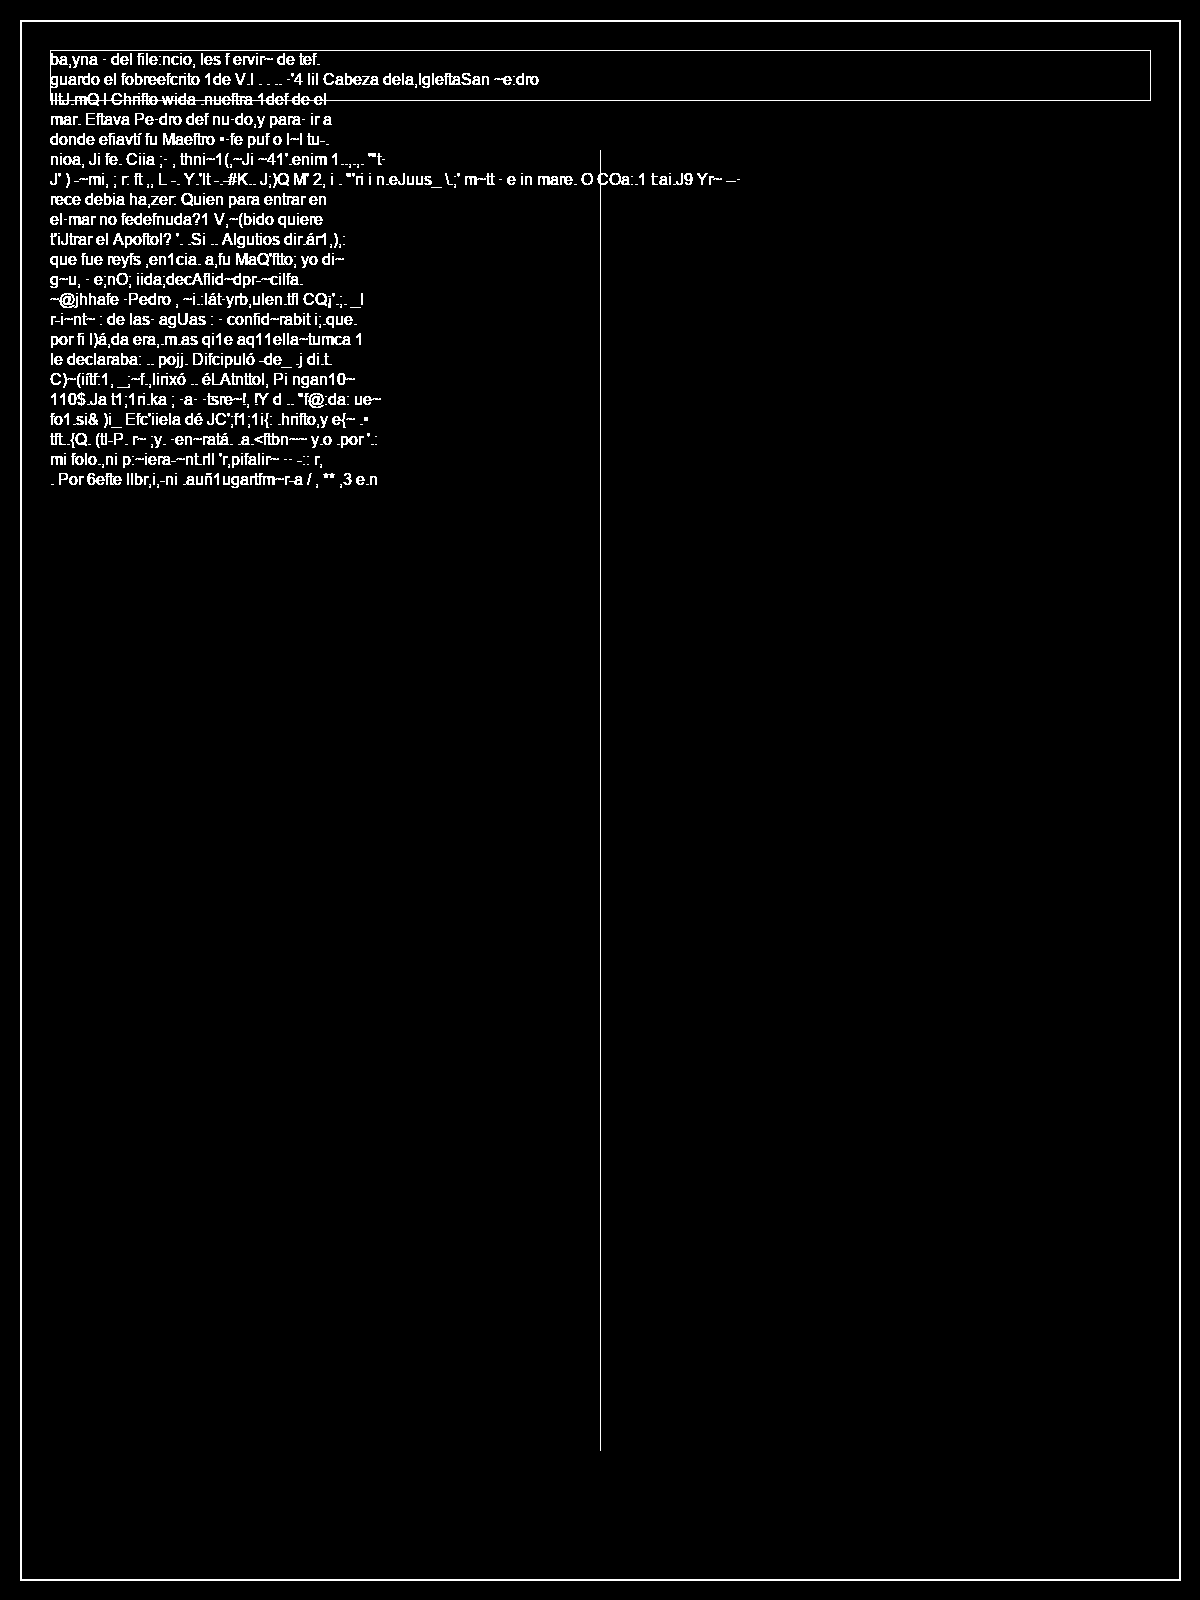 ba,yna - del file:ncio, les f ervir~ de tef.
guardo el fobreefcrito 1de V.I . . .. -'4 lil Cabeza dela,IgleftaSan ~e:dro
IltJ.mQ l Chrifto wida .nueftra 1def de el
mar. Eftava Pe-dro def nu-do,y para- ir a
donde efiavtí fu Maeftro •-fe puf o l~l tu-.
nioa, Ji fe. Ciia ;- , thni~1(,~Ji ~41'.enim 1..,.,. "'t-
J' ) -~mi, ; r. ft ,, L -. Y.'lt -.-#K.. J;)Q M' 2, i . "'ri i n.eJuus_ \.;' m~tt - e in mare. O COa:.1 t.ai.J9 Yr~ —-
rece debia ha,zer: Quien para entrar en
el-mar no fedefnuda?1 V,~(bido quiere
t'iJtrar el Apoftol? '. .Si .. Algutios dir.ár1,),:
que fue reyfs ,en1cia. a,fu MaQ'ftto; yo di~
g~u, - e;nO; iida;decAflid~dpr-~cilfa.
~@jhhafe -Pedro , ~i.:lát-yrb,ulen.tfl CQ¡'.;. _l
r-i~nt~ : de las- agUas : - confid~rabit i;.que.
por fi l)á,da era,.m.as qi1e aq11ella~tumca 1
le declaraba: .. pojj. Difcipuló -de_ .j di.t.
C)~(iítf:1, _;~f.,lirixó .. éLAtnttol, Pi ngan10~
110$.Ja t1;1ri.ka ; -a- -tsre~!, !Y d .. "f@:da: ue~
fo1.si& )i_ Efc'iiela dé JC';f1;1i{: .hrifto,y e{~ .•
tft..{Q. (tl-P. r~ ;y. -en~ratá. .a.<ftbn~~ y.o .por '.:
mi folo.,ni p:~iera-~nt.rll 'r,pifalir~ -- -:: r,
. Por 6efte llbr,i,-ni .auñ1ugartfm~r-a / , ** ,3 e.n